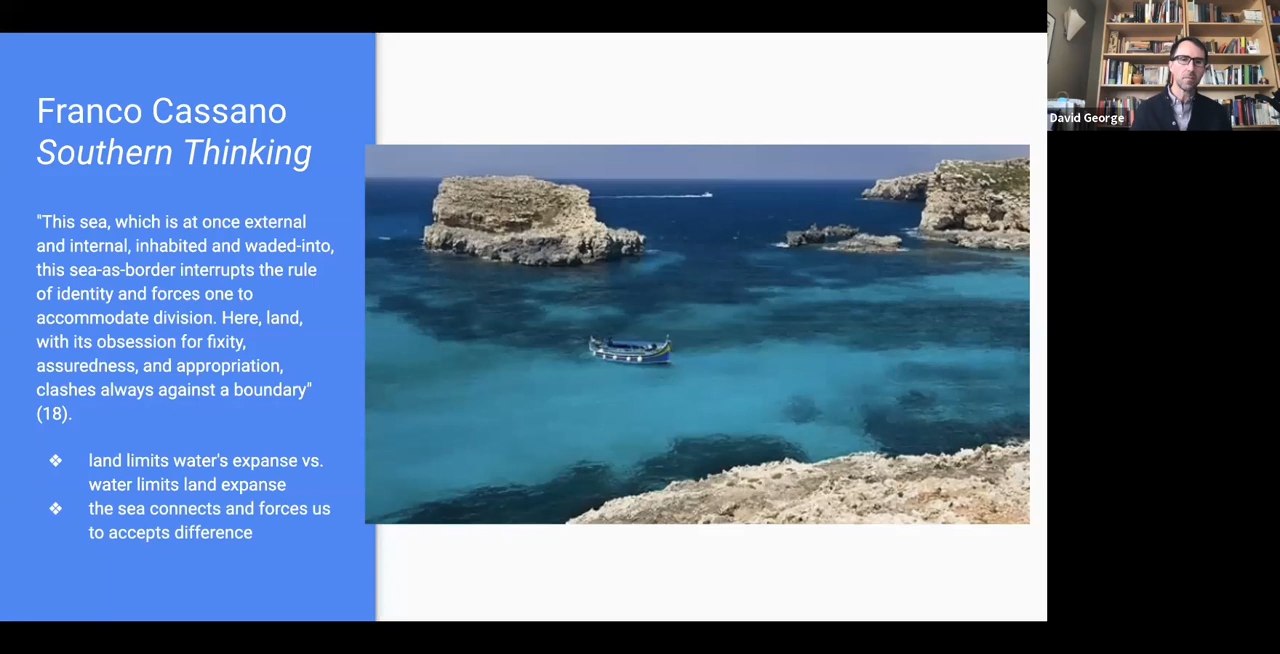 Franco Cassano
Southern Thinking
"This sea, which is at once external
and internal, inhabited and waded-into,
this sea-as-border interrupts the rule
of identity and forces one to
accommodate division. Here, land,
with its obsession for fixity,
assuredness, and appropriation,
clashes always against a boundary"
(18).
❖ land limits water's expanse vs.
water limits land expanse
❖ the sea connects and forces us
to accepts difference
David George